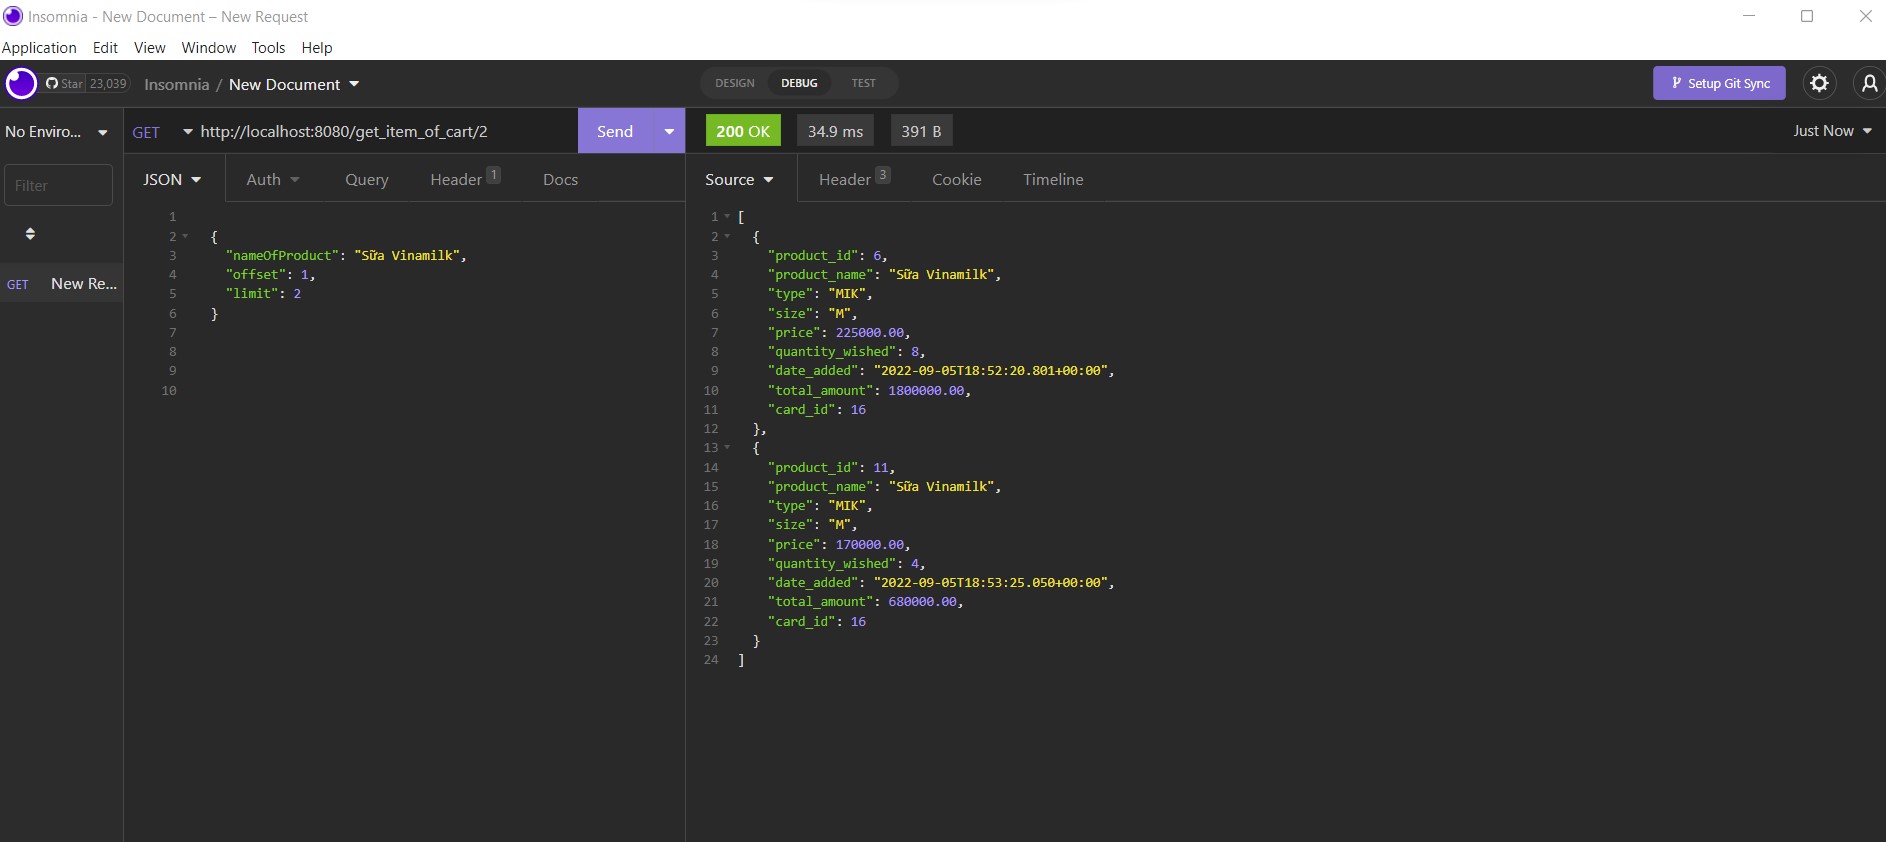 Insomnia - New Document – New Request
Application Edit View Window Tools Help
Star 23,039 Insomnia / New Document DESIGN DEBUG TEST Setup Git Sync
No Enviro... GET http://localhost:8080/get_item_of_cart/2 Send 200 OK 34.9 ms 391 B Just Now
Filter
GET New Re...
JSON Auth Query Header 1 Docs
1
2 {
3 "nameOfProduct": "Sữa Vinamilk",
4 "offset": 1,
5 "limit": 2
6 }
7
8
9
10
Source Header 3 Cookie Timeline
1 [
2 {
3 "product_id": 6,
4 "product_name": "Sữa Vinamilk",
5 "type": "MIK",
6 "size": "M",
7 "price": 225000.00,
8 "quantity_wished": 8,
9 "date_added": "2022-09-05T18:52:20.801+00:00",
10 "total_amount": 1800000.00,
11 "card_id": 16
12 },
13 {
14 "product_id": 11,
15 "product_name": "Sữa Vinamilk",
16 "type": "MIK",
17 "size": "M",
18 "price": 170000.00,
19 "quantity_wished": 4,
20 "date_added": "2022-09-05T18:53:25.050+00:00",
21 "total_amount": 680000.00,
22 "card_id": 16
23 }
24 ]